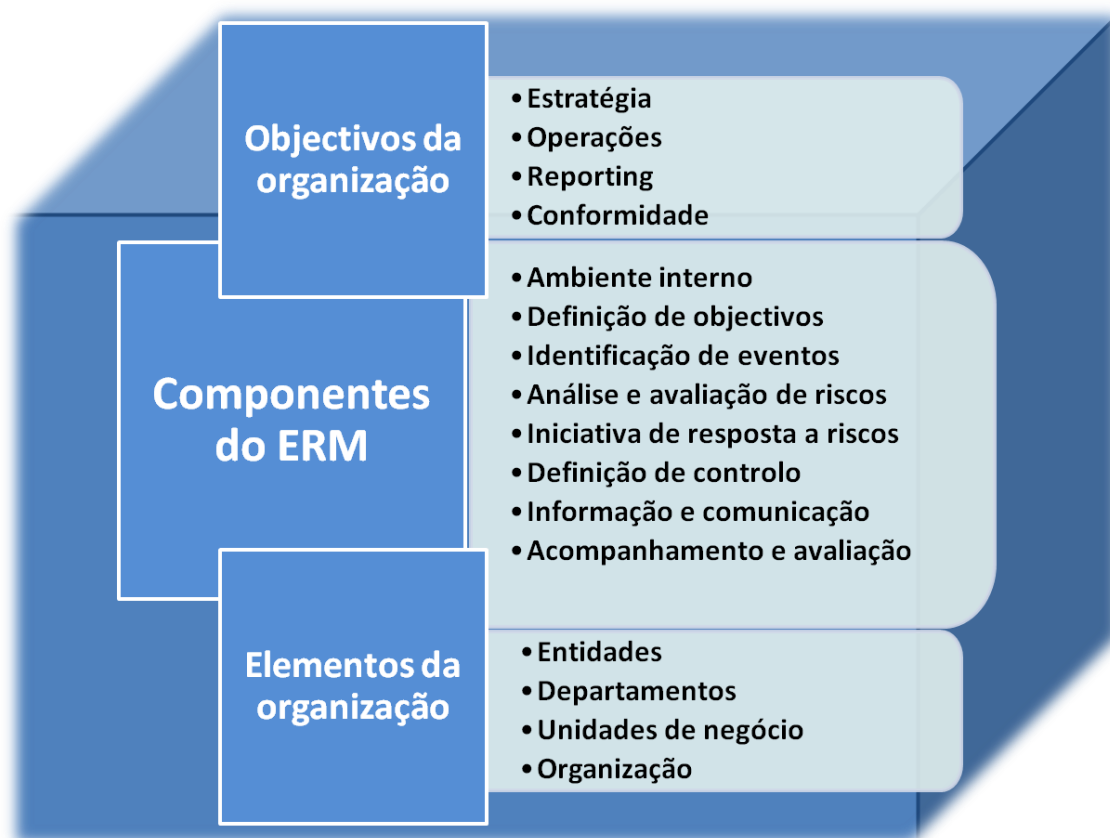 Objectivos da
organização
• Estratégia
• Operações
• Reporting
• Conformidade
Componentes
do ERM
• Ambiente interno
• Definição de objectivos
• Identificação de eventos
• Análise e avaliação de riscos
• Iniciativa de resposta a riscos
• Definição de controlo
• Informação e comunicação
• Acompanhamento e avaliação
Elementos da
organização
• Entidades
• Departamentos
• Unidades de negócio
• Organização